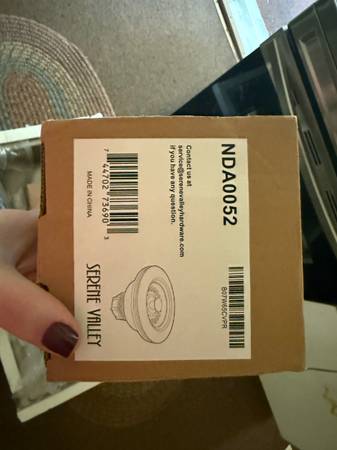 NDA0052
B07W65CVPR
Contact us at
service@serenevalleyhardware.com
if you have any question.
7 44702 73690 3
MADE IN CHINA
SERENE VALLEY